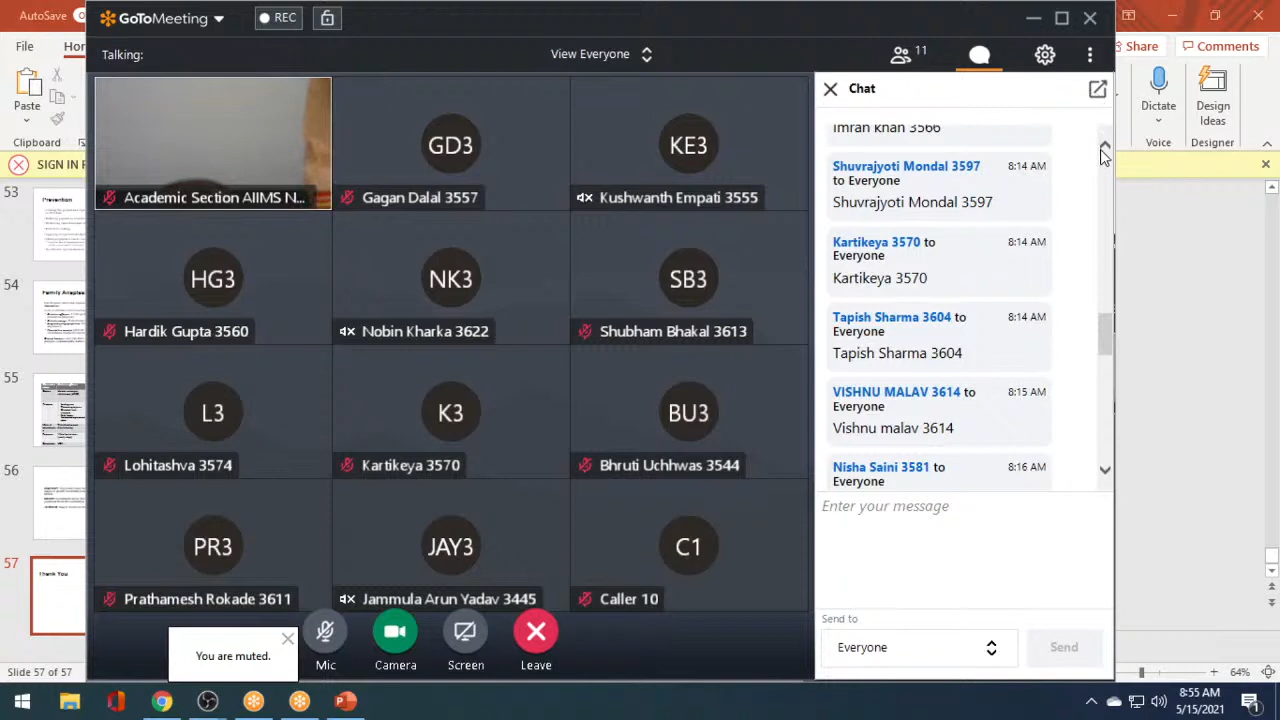 AutoSave
GoToMeeting
REC
File
Hom
Share
Comments
Talking:
View Everyone
11
Paste
Dictate
Design
Ideas
Clipboard
Voice
Designer
SIGN IN
Chat
Imran khan 3566
Shuvrajyoti Mondal 3597
8:14 AM
to Everyone
Shuvrajyoti Mondal 3597
Kartikeya 3570 to
8:14 AM
Everyone
Kartikeya 3570
Tapish Sharma 3604 to
8:14 AM
Everyone
Tapish Sharma 3604
VISHNU MALAV 3614 to
8:15 AM
Everyone
Vishnu malav 3614
Nisha Saini 3581 to
8:16 AM
Everyone
Enter your message
Send to
Everyone
Send
Academic Section AIIMS N...
GD3
Gagan Dalal 3557
KE3
Kushwanth Empati 355
HG3
Hardik Gupta
NK3
Nobin Kharka 362
SB3
Shubham Bhakal 3613
L3
Lohitashva 3574
K3
Kartikeya 3570
BU3
Bhruti Uchhwas 3544
PR3
Prathamesh Rokade 3611
JAY3
Jammula Arun Yadav 3445
C1
Caller 10
You are muted.
Mic
Camera
Screen
Leave
53
Prevention
54
55
56
57
Thank You
Slide 57 of 57
64%
8:55 AM
5/15/2021